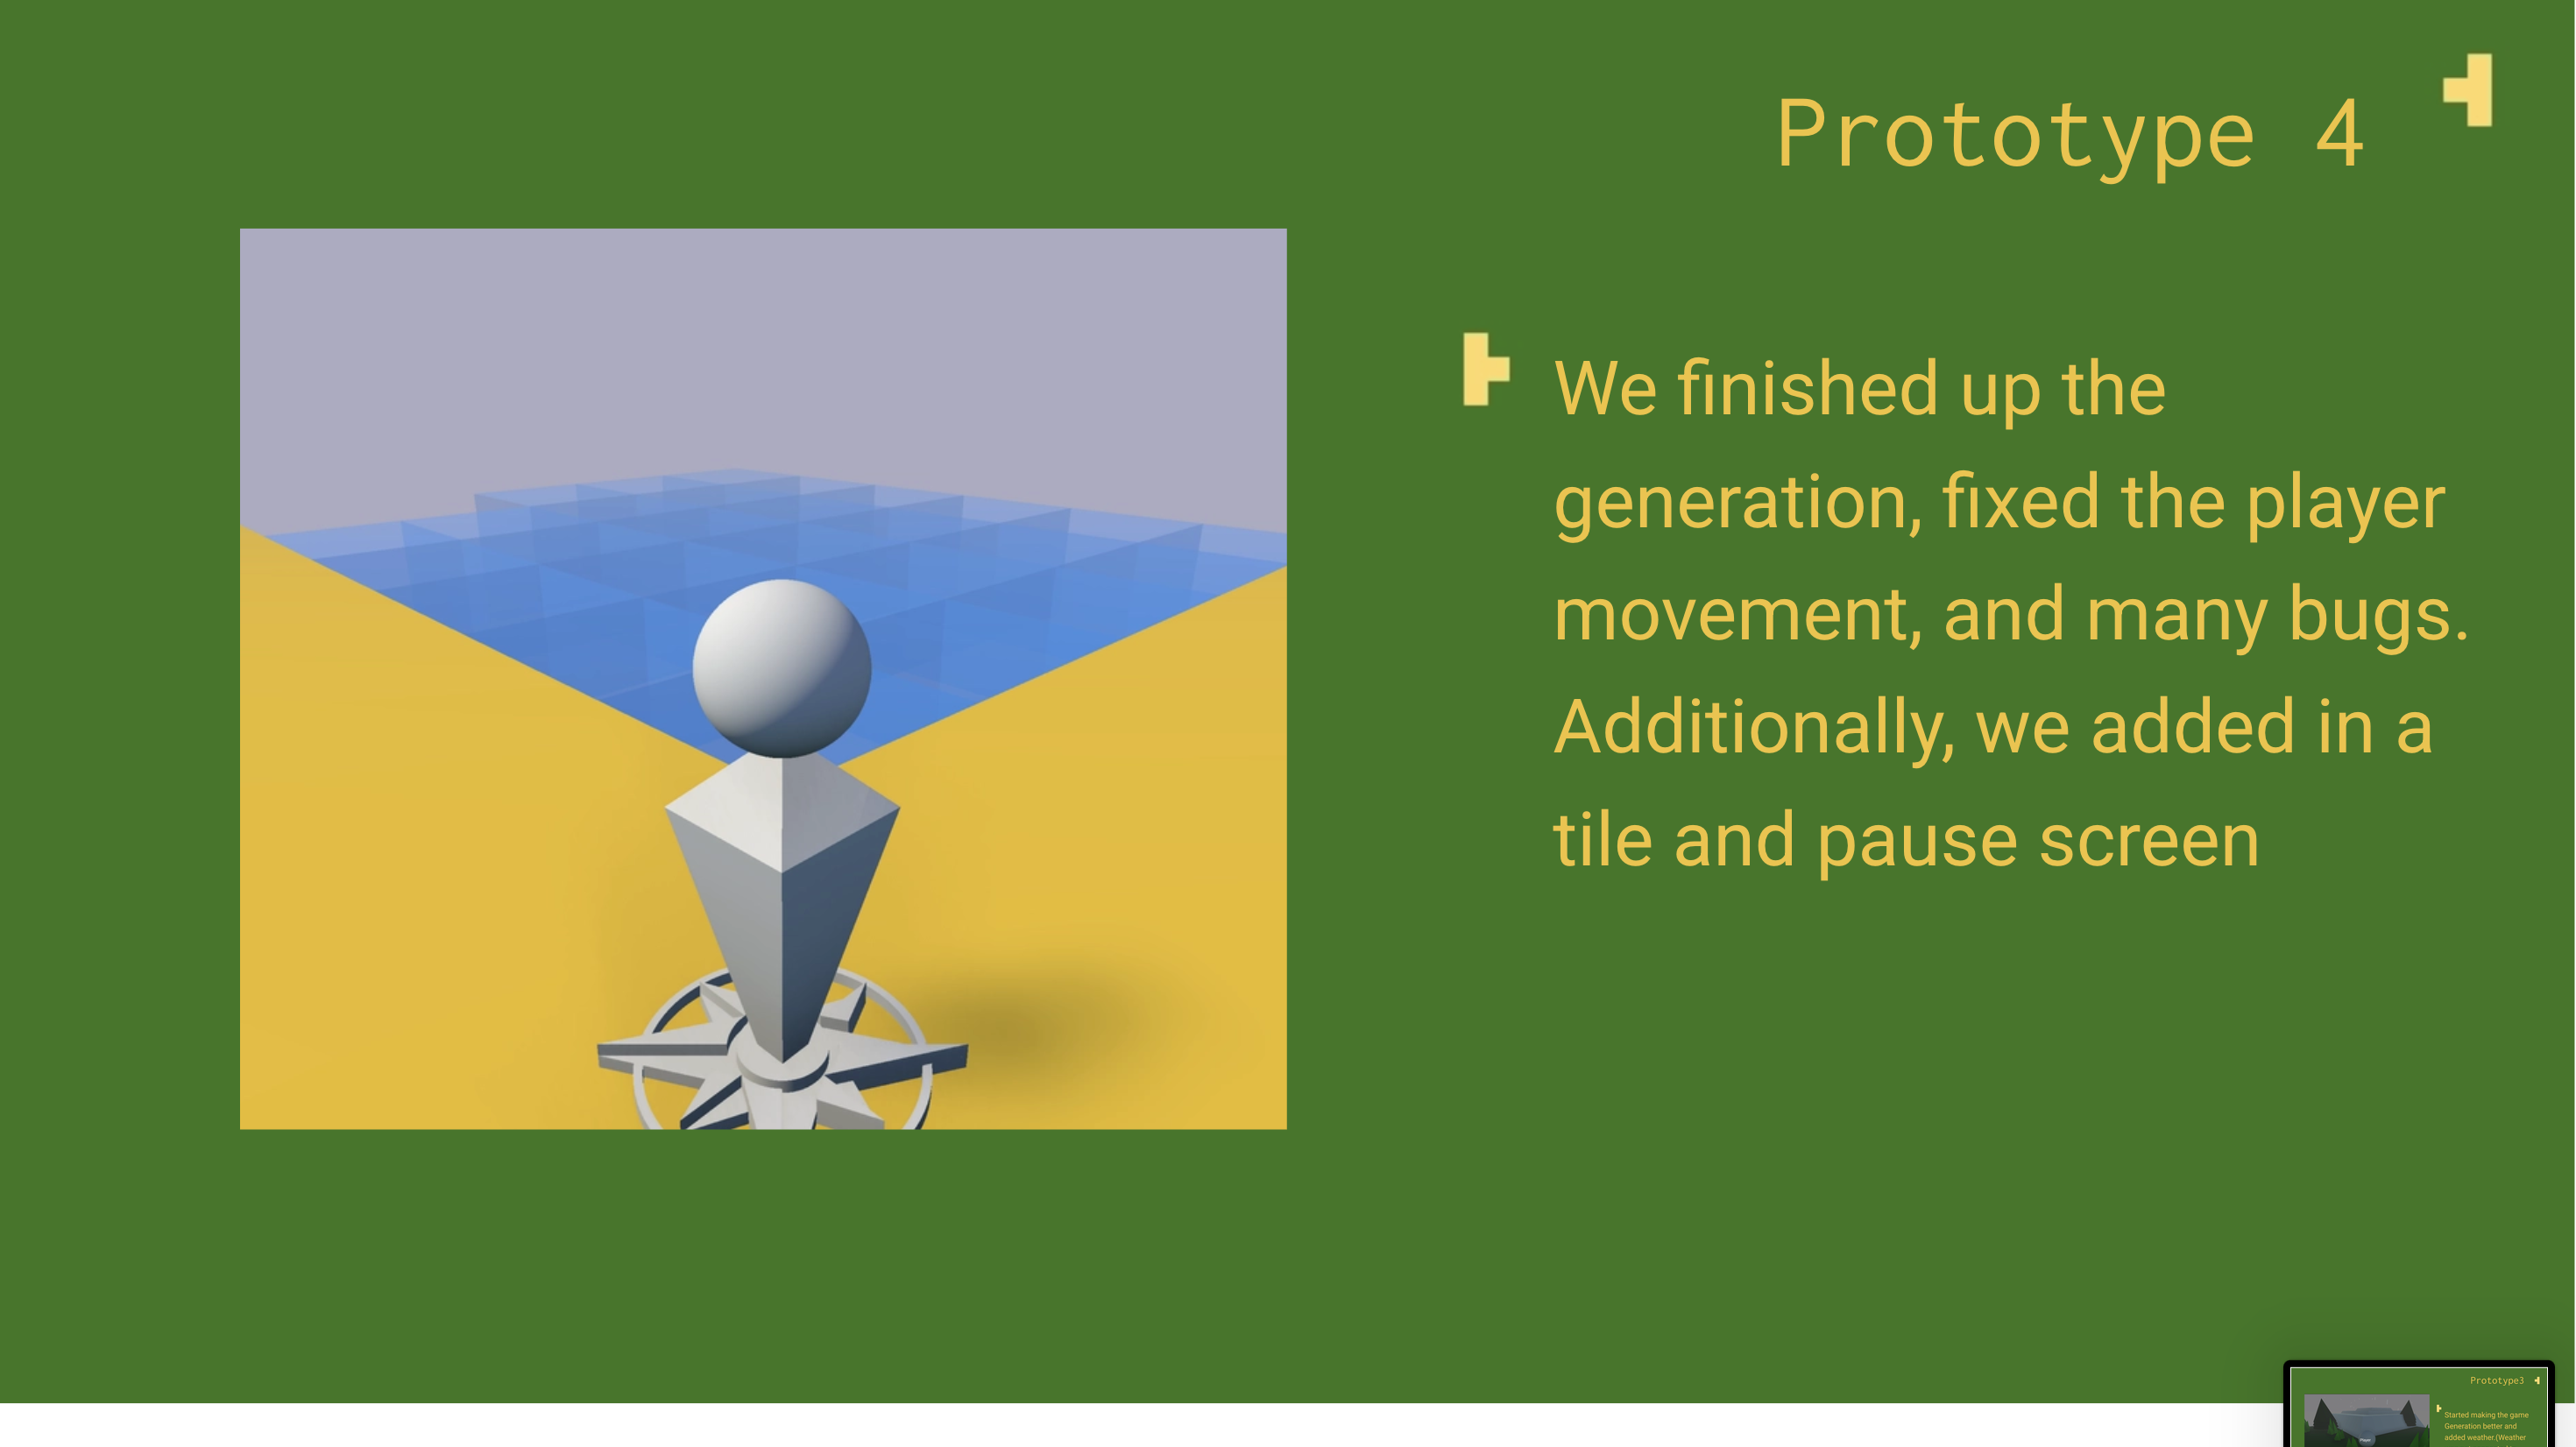 Prototype 4
We finished up the
generation, fixed the player
movement, and many bugs.
Additionally, we added in a
tile and pause screen
Prototype3
Started making the game
Generation better and
added weather.(Weather